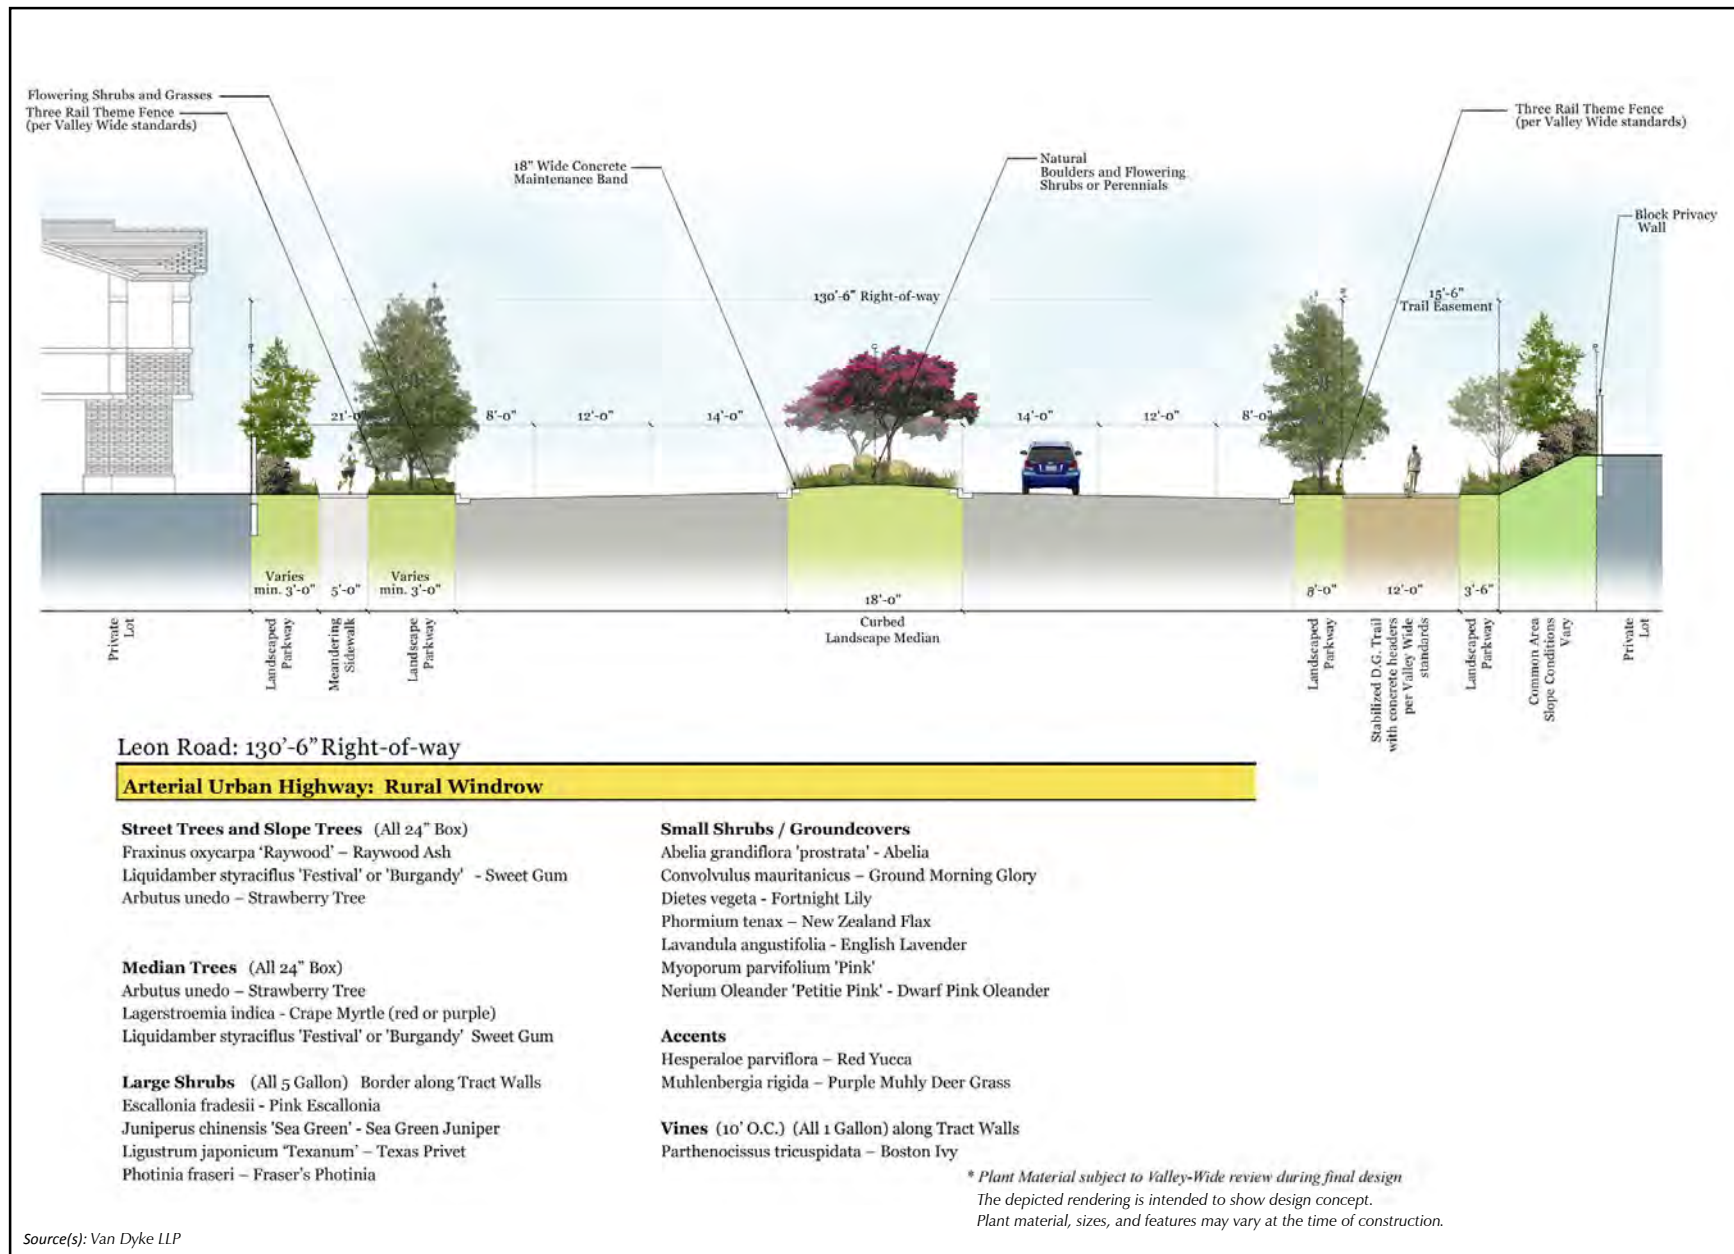 Flowering Shrubs and Grasses
Three Rail Theme Fence
(per Valley Wide standards)
18" Wide Concrete
Maintenance Band
Natural
Boulders and Flowering
Shrubs or Perennials
Three Rail Theme Fence
(per Valley Wide standards)
Block Privacy
Wall
130'-6" Right-of-way
15'-6"
Trail Easement
21'-0"
8'-0"
12'-0"
14'-0"
14'-0"
12'-0"
8'-0"
Varies
min. 3'-0"
5'-0"
Varies
min. 3'-0"
18'-0"
Curbed
Landscape Median
8'-0"
12'-0"
3'-6"
Private
Lot
Landscaped
Parkway
Meandering
Sidewalk
Landscape
Parkway
Landscaped
Parkway
Stabilized D.G. Trail
with concrete headers
per Valley Wide
standards
Landscaped
Parkway
Common Area
Slope Conditions
Vary
Private
Lot
Leon Road: 130'-6" Right-of-way
Arterial Urban Highway: Rural Windrow
Street Trees and Slope Trees (All 24" Box)
Fraxinus oxycarpa 'Raywood' – Raywood Ash
Liquidamber styraciflus 'Festival' or 'Burgandy' - Sweet Gum
Arbutus unedo – Strawberry Tree
Median Trees (All 24" Box)
Arbutus unedo – Strawberry Tree
Lagerstroemia indica - Crape Myrtle (red or purple)
Liquidamber styraciflus 'Festival' or 'Burgandy' Sweet Gum
Large Shrubs (All 5 Gallon) Border along Tract Walls
Escallonia fradesii - Pink Escallonia
Juniperus chinensis 'Sea Green' - Sea Green Juniper
Ligustrum japonicum 'Texanum' – Texas Privet
Photinia fraseri – Fraser's Photinia
Small Shrubs / Groundcovers
Abelia grandiflora 'prostrata' - Abelia
Convolvulus mauritanicus – Ground Morning Glory
Dietes vegeta - Fortnight Lily
Phormium tenax – New Zealand Flax
Lavandula angustifolia - English Lavender
Myoporum parvifolium 'Pink'
Nerium Oleander 'Petitie Pink' - Dwarf Pink Oleander
Accents
Hesperaloe parviflora – Red Yucca
Muhlenbergia rigida – Purple Muhly Deer Grass
Vines (10' O.C.) (All 1 Gallon) along Tract Walls
Parthenocissus tricuspidata – Boston Ivy
* Plant Material subject to Valley-Wide review during final design
The depicted rendering is intended to show design concept.
Plant material, sizes, and features may vary at the time of construction.
Source(s): Van Dyke LLP